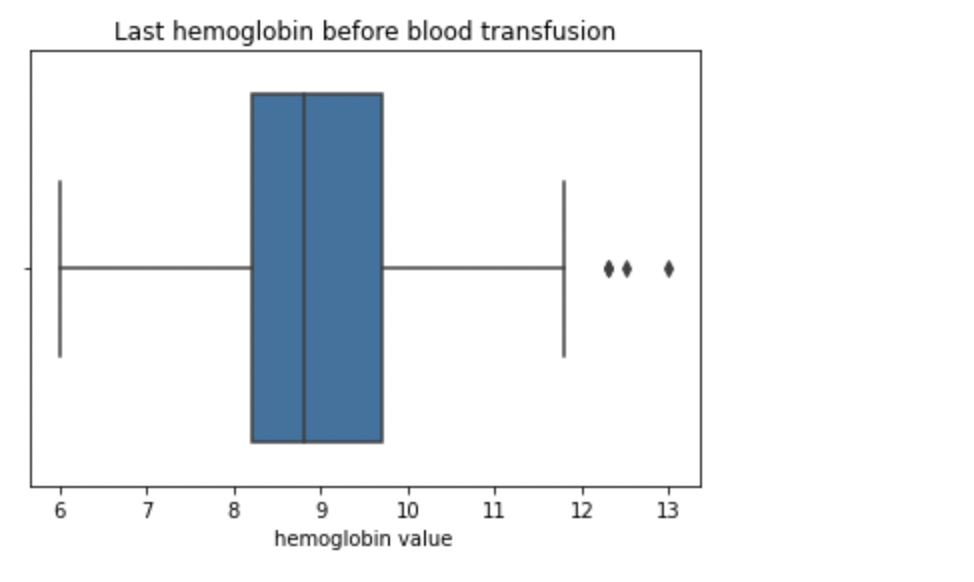 Last hemoglobin before blood transfusion
6 7 8 9 10 11 12 13
hemoglobin value